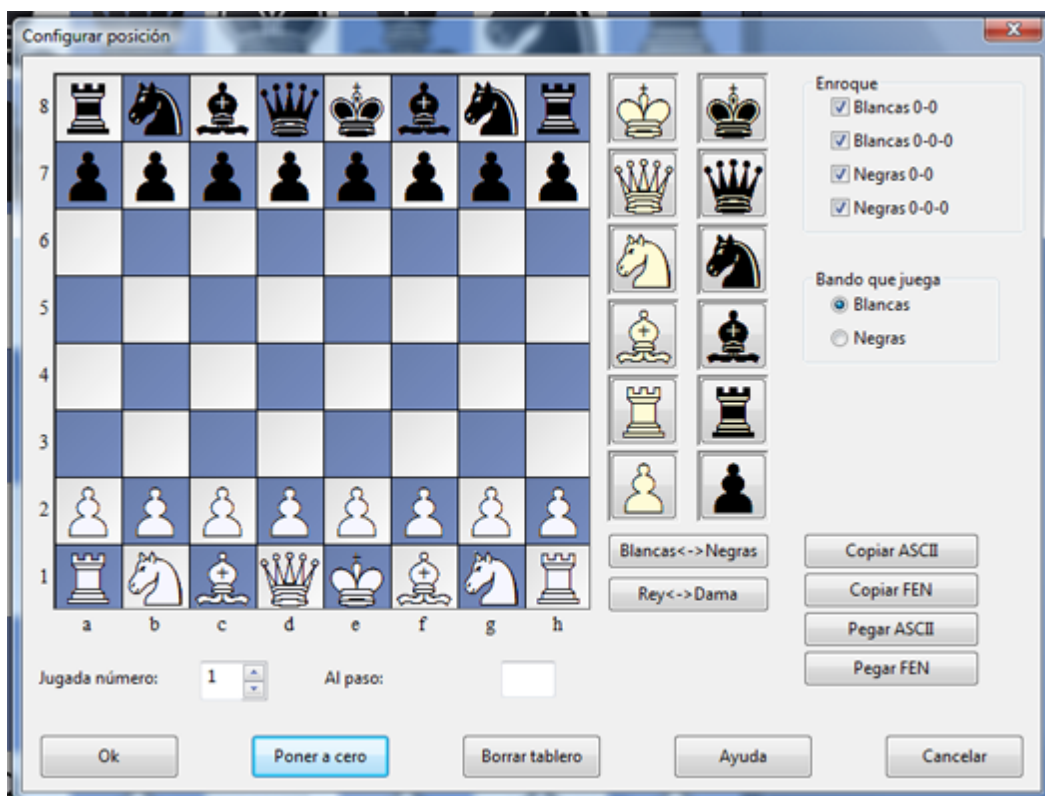 Configurar posición
8
7
6
5
4
3
2
1
a b c d e f g h
Enroque
Blancas 0-0
Blancas 0-0-0
Negras 0-0
Negras 0-0-0
Bando que juega
Blancas
Negras
Blancas<->Negras
Rey<->Dama
Copiar ASCII
Copiar FEN
Pegar ASCII
Pegar FEN
Jugada número: 1 Al paso:
Ok Poner a cero Borrar tablero Ayuda Cancelar